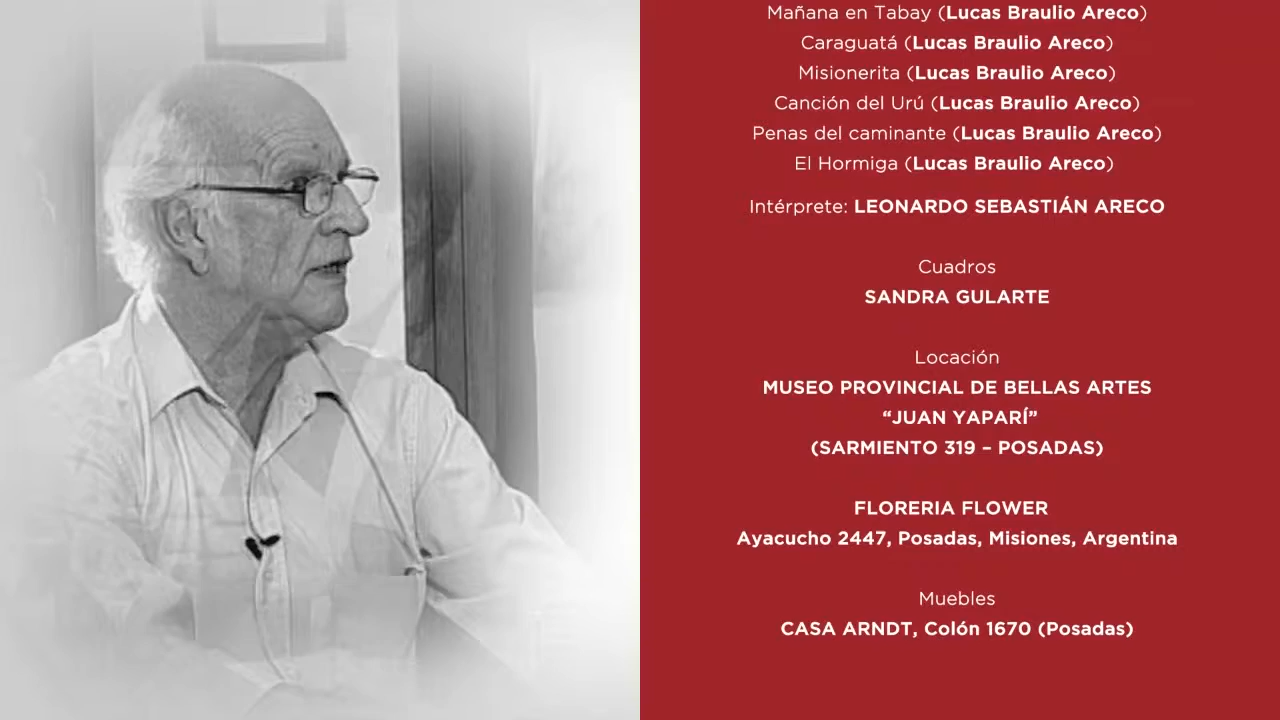 Mañana en Tabay (Lucas Braulio Areco)
Caraguatá (Lucas Braulio Areco)
Misionerita (Lucas Braulio Areco)
Canción del Urú (Lucas Braulio Areco)
Penas del caminante (Lucas Braulio Areco)
El Hormiga (Lucas Braulio Areco)
Intérprete: LEONARDO SEBASTIÁN ARECO
Cuadros
SANDRA GULARTE
Locación
MUSEO PROVINCIAL DE BELLAS ARTES
“JUAN YAPARÍ”
(SARMIENTO 319 – POSADAS)
FLORERIA FLOWER
Ayacucho 2447, Posadas, Misiones, Argentina
Muebles
CASA ARNDT, Colón 1670 (Posadas)